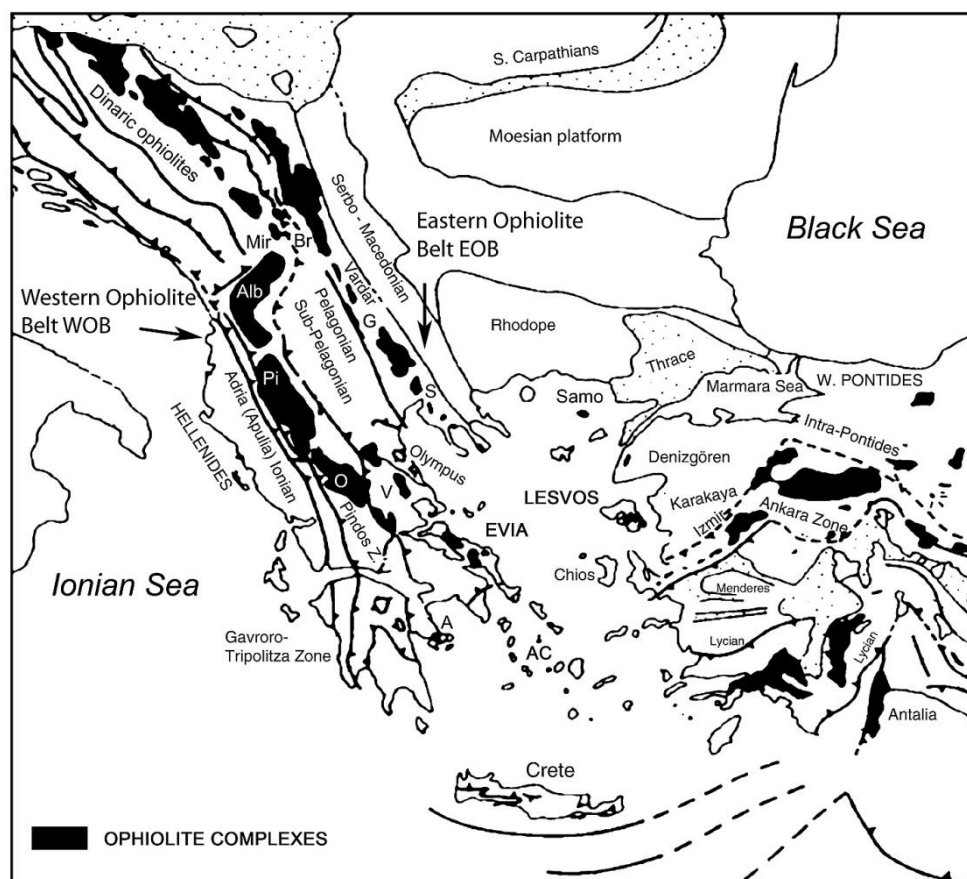 S. Carpathians
Moesian platform
Dinaric ophiolites
Serbo - Macedonian
Eastern Ophiolite
Belt EOB
Black Sea
Mir
Br
Western Ophiolite
Belt WOB
Alb
Vardar
G
Pelagonian
Sub-Pelagonian
Rhodope
Thrace
Pi
S
Samo
Marmara Sea
W. PONTIDES
Adria (Apulia) Ionian
HELLENIDES
Intra-Pontides
Olympus
Denizgören
O
V
LESVOS
Karakaya
Izmir
Ankara Zone
Pindos Z.
EVIA
Ionian Sea
Chios
Menderes
A
Gavroro-
Tripolitza Zone
AC
Lycian
Lycian
Antalia
Crete
OPHIOLITE COMPLEXES